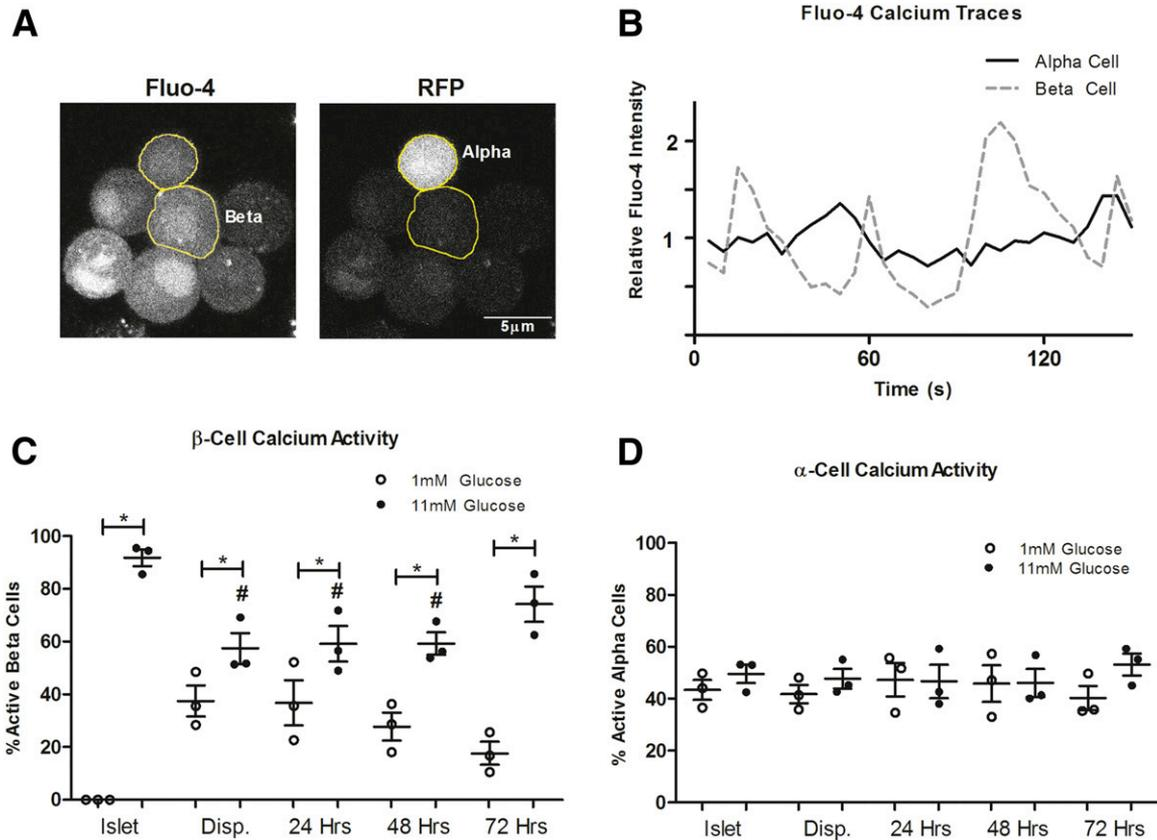 A
Fluo-4
RFP
Alpha
Beta
5μm
B
Fluo-4 Calcium Traces
Alpha Cell
Beta Cell
Relative Fluo-4 Intensity
2
1
0
60
120
Time (s)
C
β-Cell Calcium Activity
1mM Glucose
11mM Glucose
%Active Beta Cells
100
80
60
40
20
0
*
*
*
*
*
#
#
#
Islet
Disp.
24 Hrs
48 Hrs
72 Hrs
D
α-Cell Calcium Activity
1mM Glucose
11mM Glucose
% Active Alpha Cells
100
80
60
40
20
0
Islet
Disp.
24 Hrs
48 Hrs
72 Hrs